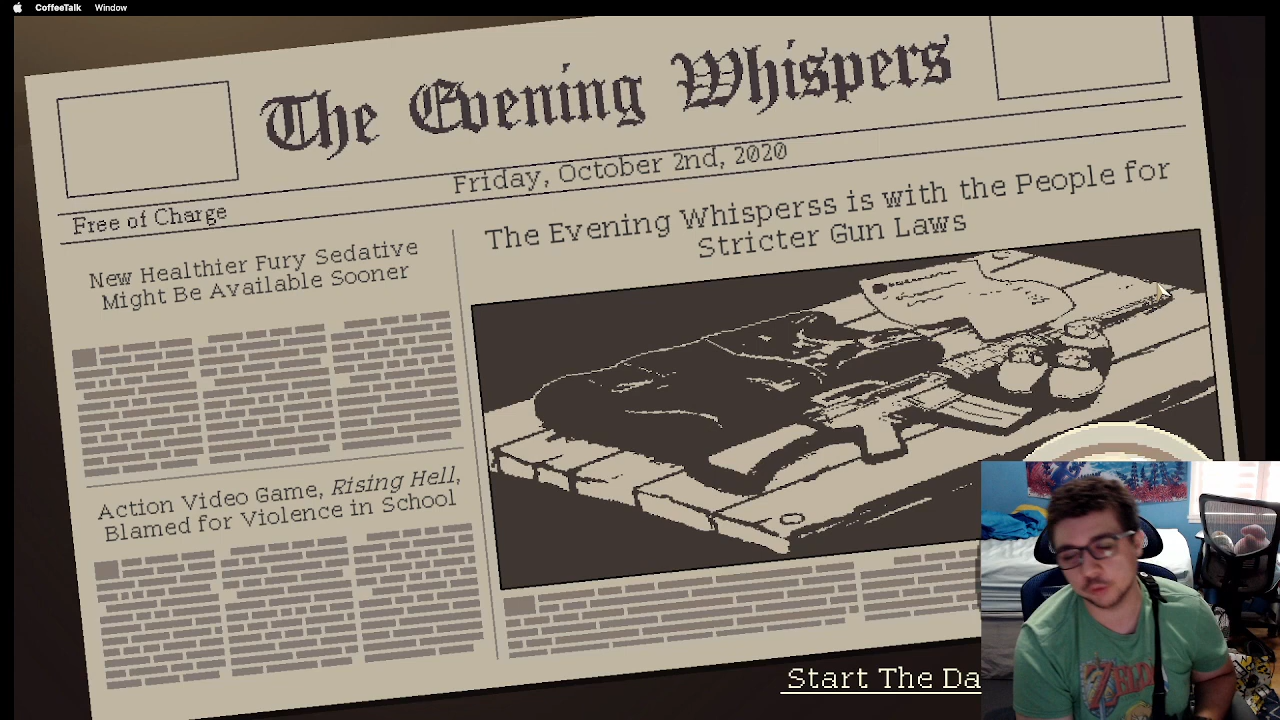 CoffeeTalk Window
The Evening Whispers
Friday, October 2nd, 2020
Free of Charge
The Evening Whisperss is with the People for
Stricter Gun Laws
New Healthier Fury Sedative
Might Be Available Sooner
Action Video Game, Rising Hell,
Blamed for Violence in School
Start The Da
ZELD